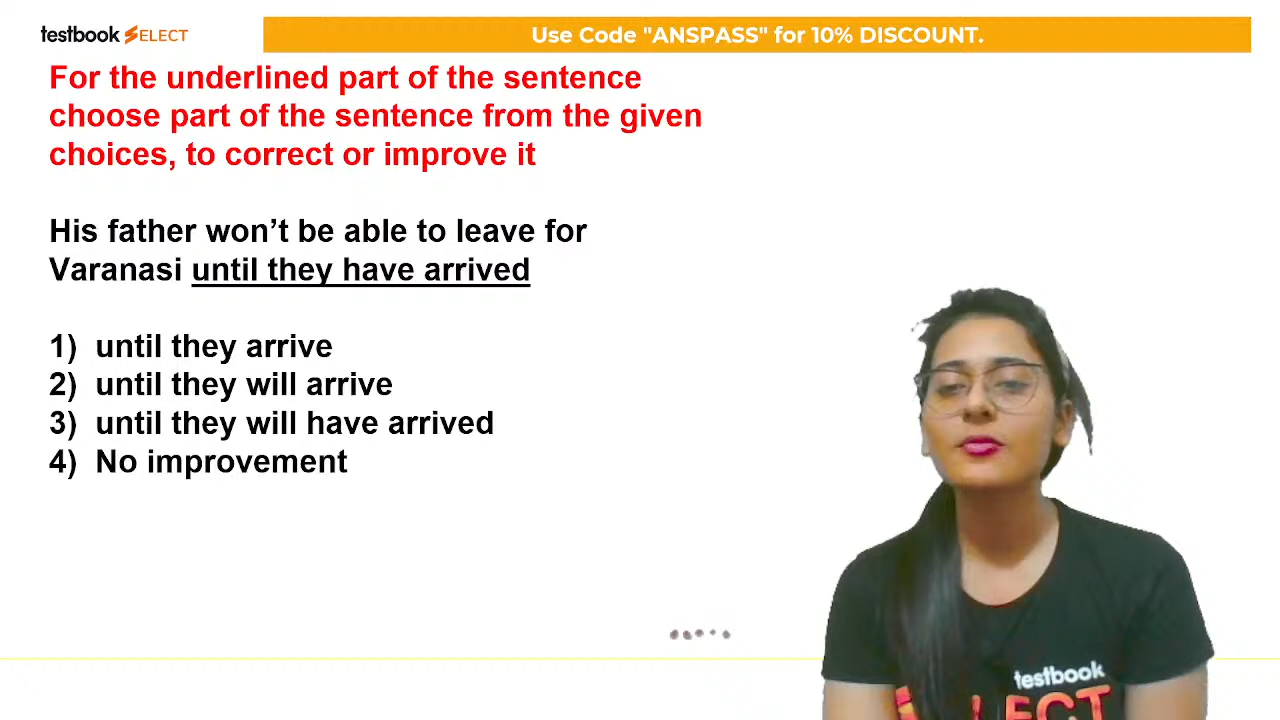 testbook SELECT
Use Code "ANSPASS" for 10% DISCOUNT.
For the underlined part of the sentence
choose part of the sentence from the given
choices, to correct or improve it
His father won’t be able to leave for
Varanasi until they have arrived
1) until they arrive
2) until they will arrive
3) until they will have arrived
4) No improvement
testbook
SELECT